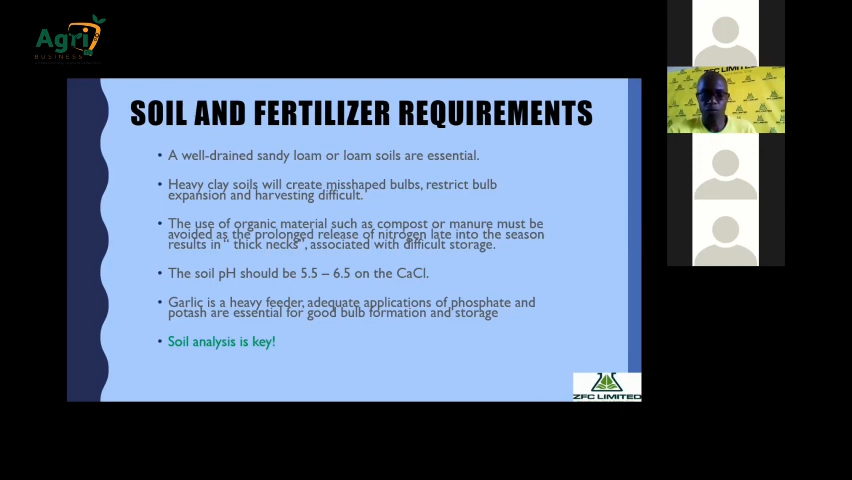 Agri
BUSINESS
SOIL AND FERTILIZER REQUIREMENTS
• A well-drained sandy loam or loam soils are essential.
• Heavy clay soils will create misshaped bulbs, restrict bulb
expansion and harvesting difficult.
• The use of organic material such as compost or manure must be
avoided as the prolonged release of nitrogen late into the season
results in “ thick necks”, associated with difficult storage.
• The soil pH should be 5.5 – 6.5 on the CaCl.
• Garlic is a heavy feeder, adequate applications of phosphate and
potash are essential for good bulb formation and storage
• Soil analysis is key!
ZFC LIMITED
ZFC LIMITED